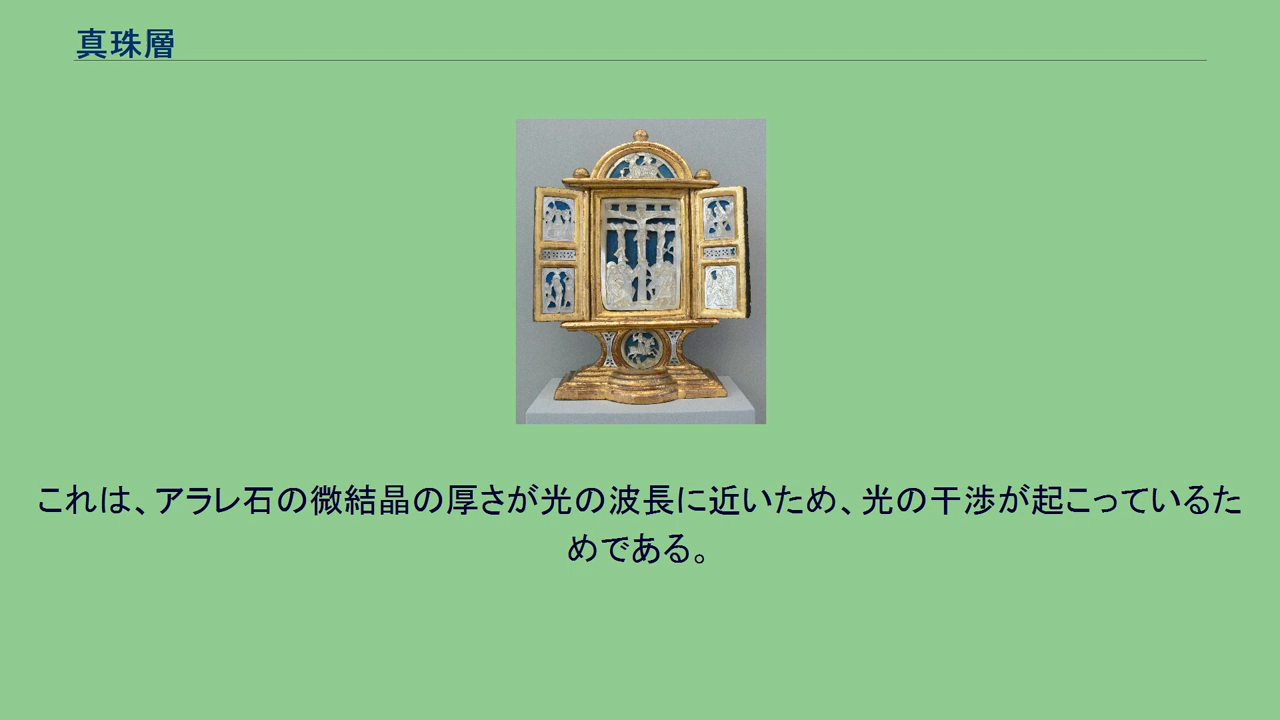 真珠層
これは、アラレ石の微結晶の厚さが光の波長に近いため、光の干渉が起こっているた
めである。